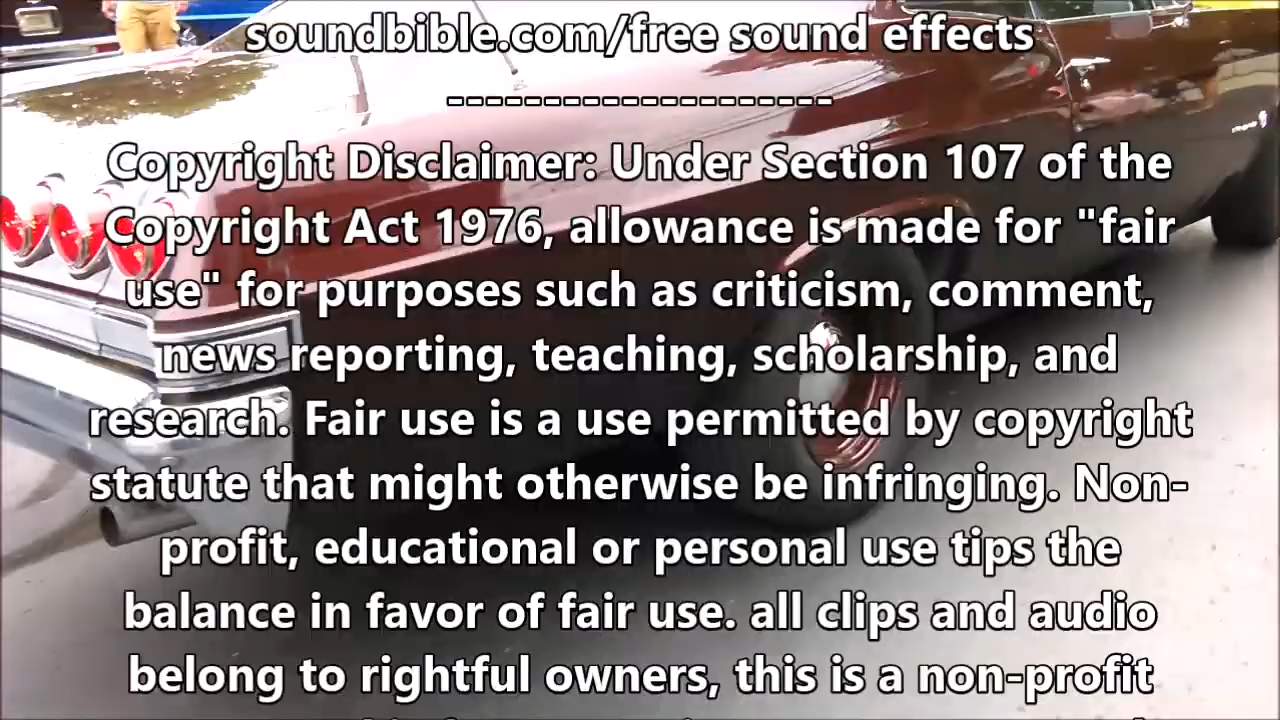 soundbible.com/free sound effects
--------------------
Copyright Disclaimer: Under Section 107 of the
Copyright Act 1976, allowance is made for "fair
use" for purposes such as criticism, comment,
news reporting, teaching, scholarship, and
research. Fair use is a use permitted by copyright
statute that might otherwise be infringing. Non-
profit, educational or personal use tips the
balance in favor of fair use. all clips and audio
belong to rightful owners, this is a non-profit